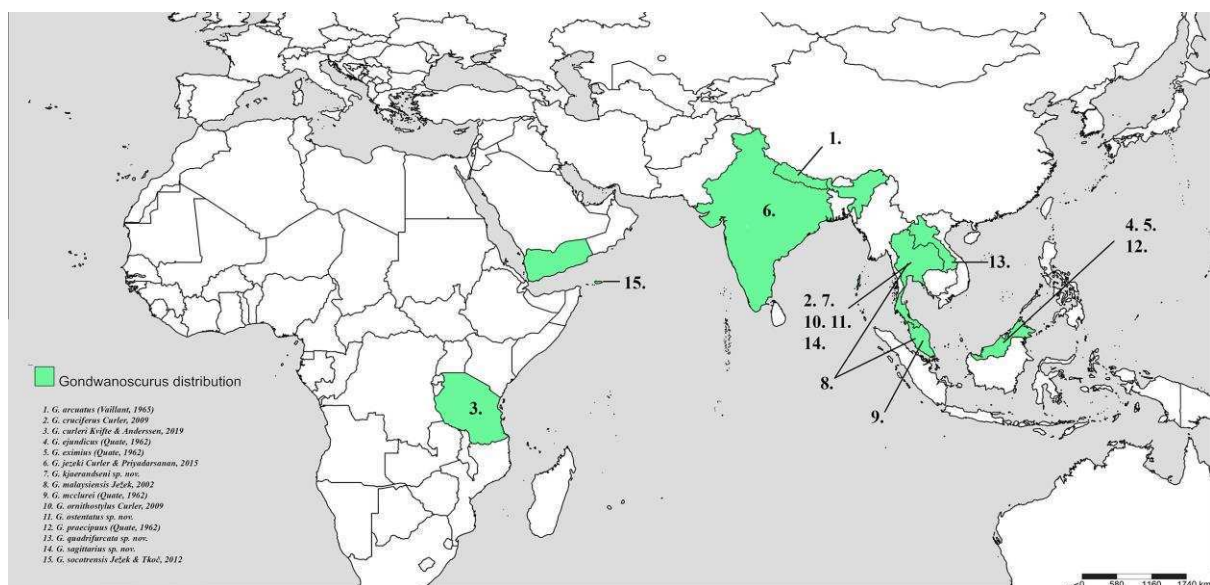 1.
6.
4. 5.
12.
13.
15.
2. 7.
10. 11.
14.
8.
9.
3.
Gondwanoscurus distribution
1. G. arcuatus (Vaillant, 1965)
2. G. cruciferus Curler, 2009
3. G. curleri Kvifte & Anderssen, 2019
4. G. ejundicus (Quate, 1962)
5. G. eximius (Quate, 1962)
6. G. jezeki Curler & Priyadarsanan, 2015
7. G. kjaerandseni sp. nov.
8. G. malaysiensis Ježek, 2002
9. G. mcclurei (Quate, 1962)
10. G. ornithostylus Curler, 2009
11. G. ostentatus sp. nov.
12. G. praecipuus (Quate, 1962)
13. G. quadrifurcata sp. nov.
14. G. sagittarius sp. nov.
15. G. socotrensis Ježek & Tkoč, 2012
0 580 1160 1740 km